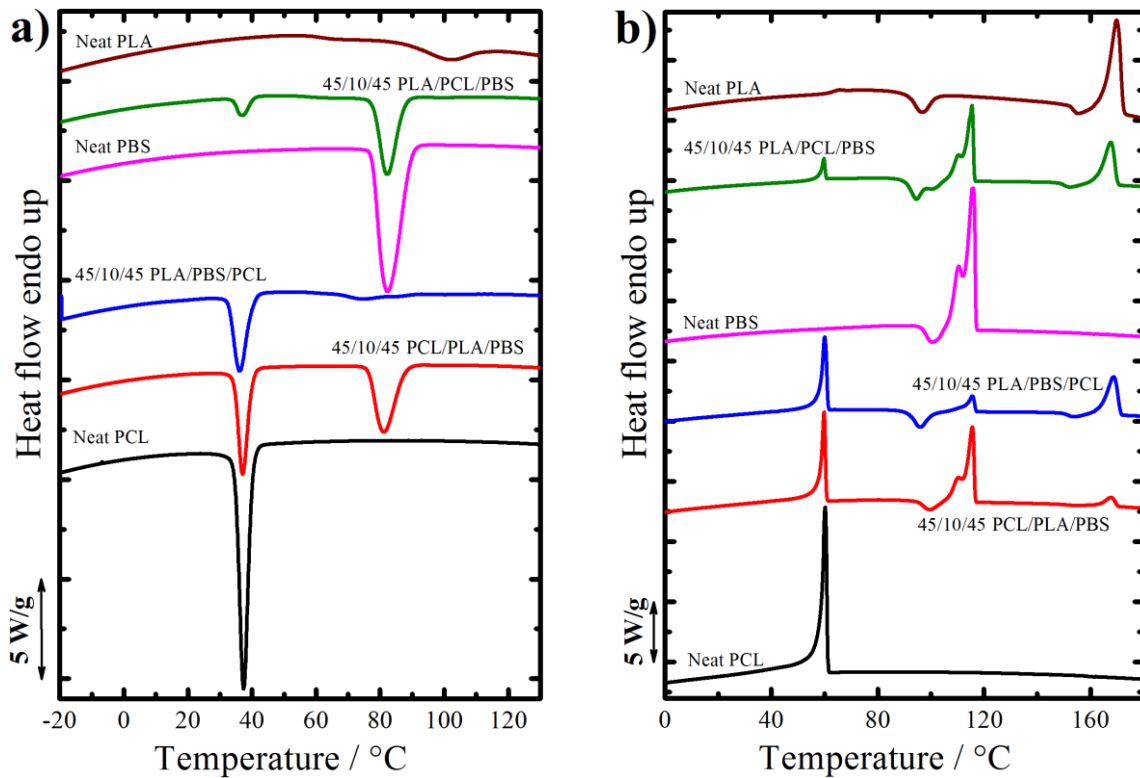 a)
Neat PLA
45/10/45 PLA/PCL/PBS
Neat PBS
45/10/45 PLA/PBS/PCL
45/10/45 PCL/PLA/PBS
Neat PCL
Heat flow endo up
5 W/g
-20 0 20 40 60 80 100 120
Temperature / °C
b)
Neat PLA
45/10/45 PLA/PCL/PBS
Neat PBS
45/10/45 PLA/PBS/PCL
45/10/45 PCL/PLA/PBS
Neat PCL
Heat flow endo up
5 W/g
0 40 80 120 160
Temperature / °C